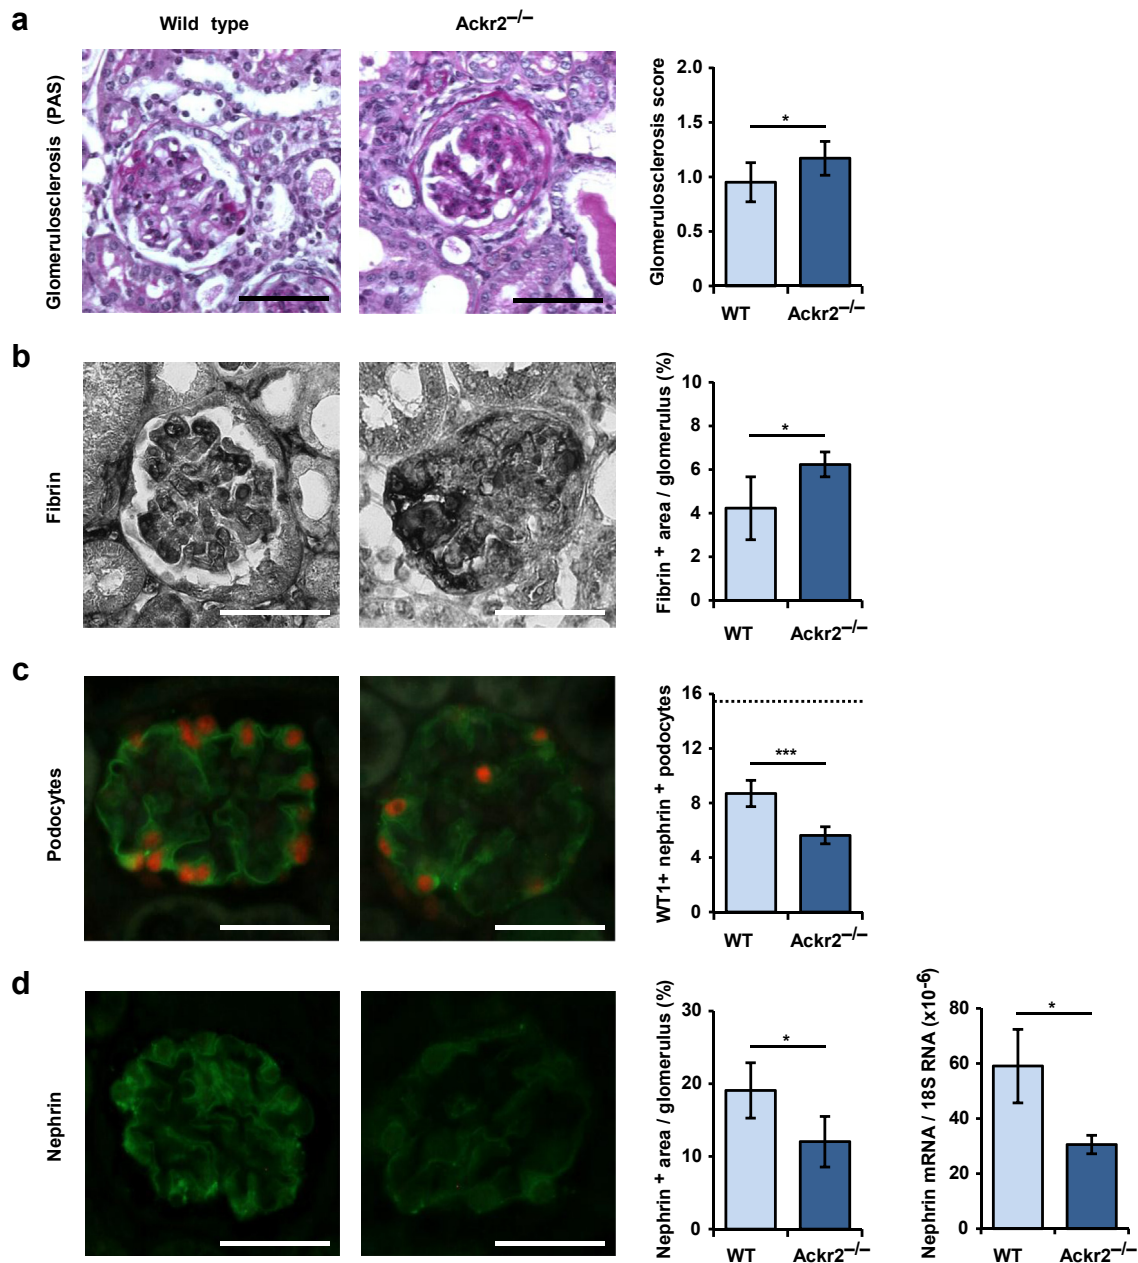 a
Wild type
Ackr2–/–
Glomerulosclerosis (PAS)
Glomerulosclerosis score
2.0
1.5
1.0
0.5
0
*
WT
Ackr2–/–
b
Fibrin
Fibrin + area / glomerulus (%)
10
8
6
4
2
0
*
WT
Ackr2–/–
c
Podocytes
WT1+ nephrin + podocytes
16
12
8
4
0
***
WT
Ackr2–/–
d
Nephrin
Nephrin + area / glomerulus (%)
30
20
10
0
*
WT
Ackr2–/–
Nephrin mRNA / 18S RNA (x10-6)
80
60
40
20
0
*
WT
Ackr2–/–